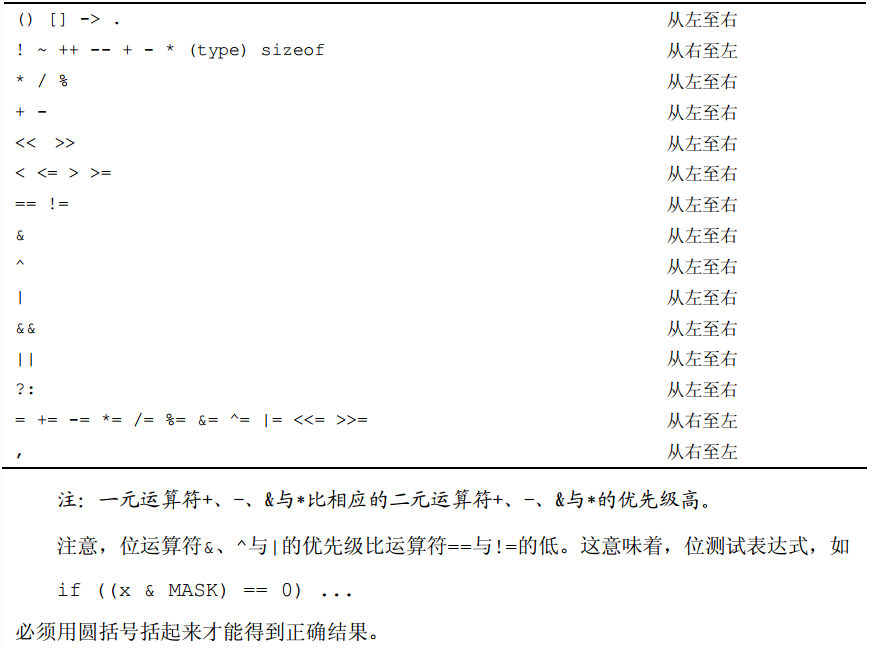 () [] -> . 从左至右
! ~ ++ -- + - * (type) sizeof 从右至左
* / % 从左至右
+ - 从左至右
<< >> 从左至右
< <= > >= 从左至右
== != 从左至右
& 从左至右
^ 从左至右
| 从左至右
&& 从左至右
|| 从左至右
?: 从左至右
= += -= *= /= %= &= ^= |= <<= >>= 从右至左
, 从右至左
注：一元运算符+、-、&与*比相应的二元运算符+、-、&与*的优先级高。
注意，位运算符&、^与|的优先级比运算符==与!=的低。这意味着，位测试表达式，如
if ((x & MASK) == 0) ...
必须用圆括号括起来才能得到正确结果。